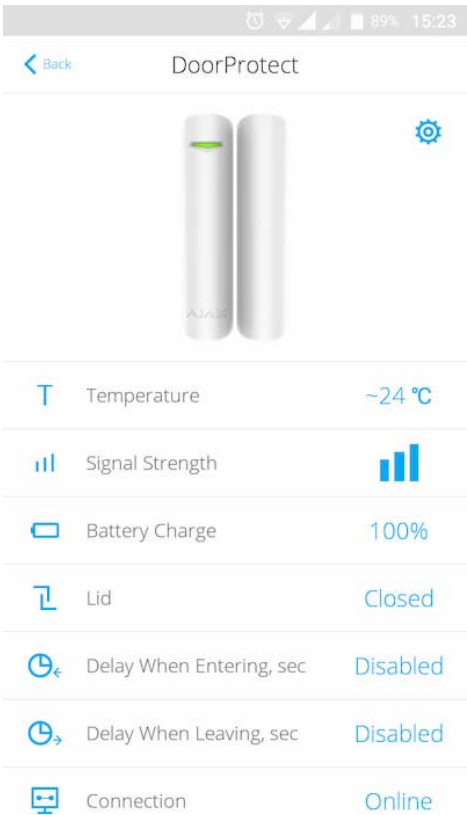 89% 15:23
Back DoorProtect
AJAX
Temperature ~24 °C
Signal Strength
Battery Charge 100%
Lid Closed
Delay When Entering, sec Disabled
Delay When Leaving, sec Disabled
Connection Online